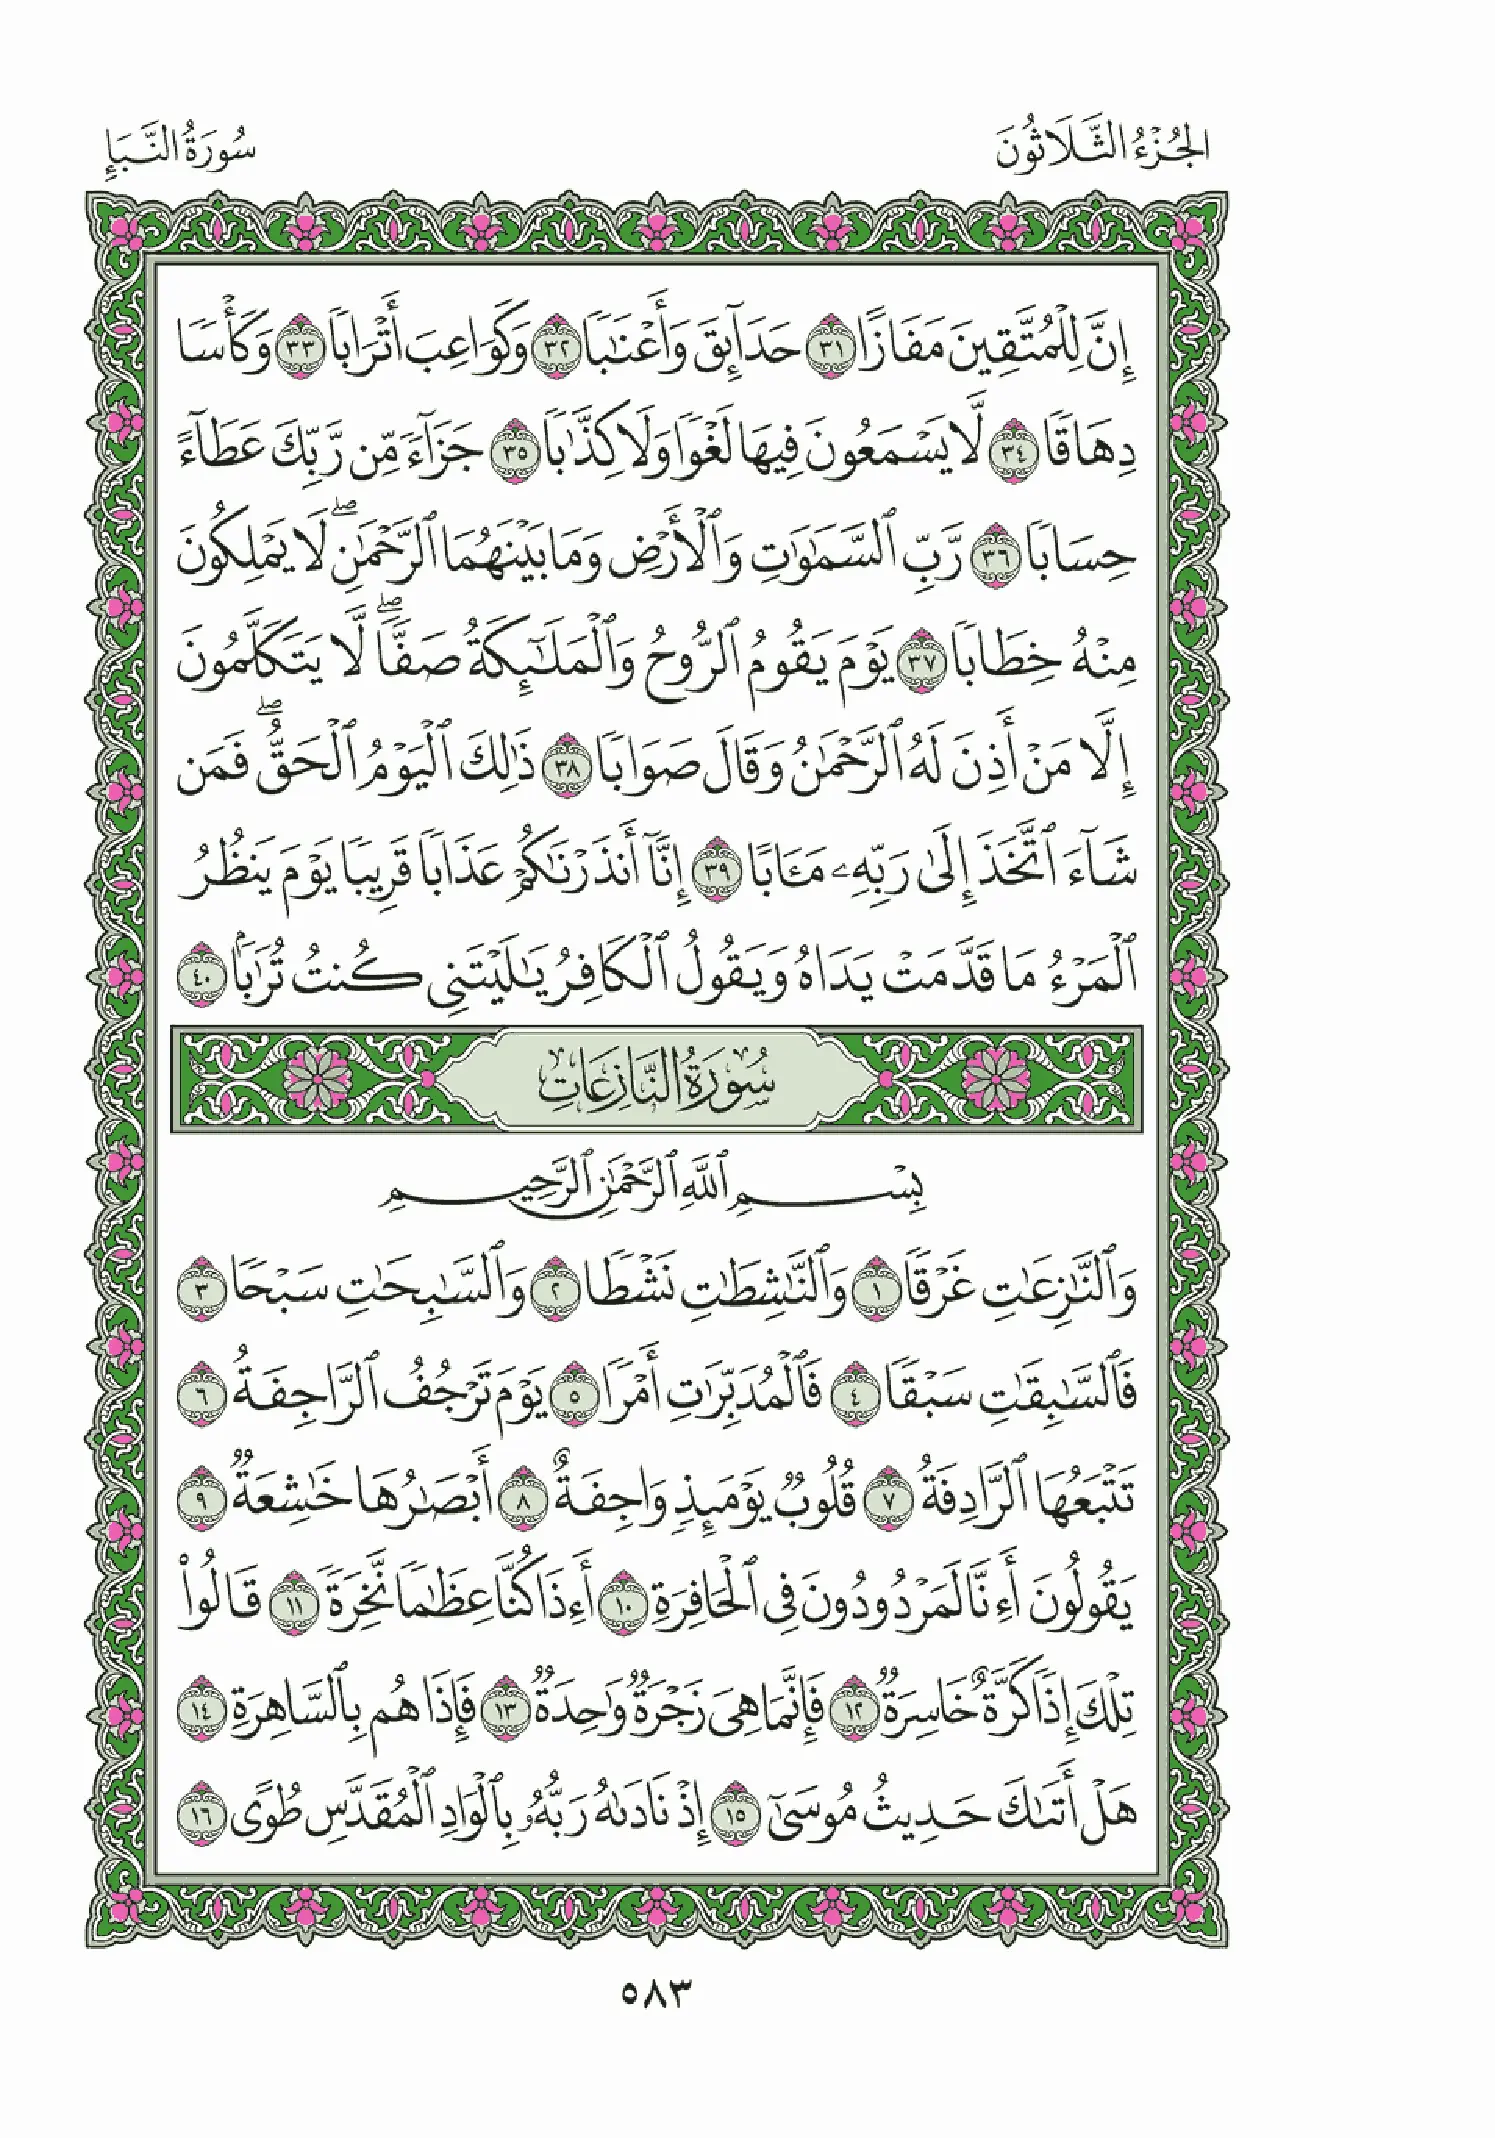 الجُزْءُ الثَّلَاثُونَ
سُورَةُ النَّبَإِ
إِنَّ لِلْمُتَّقِينَ مَفَازًا ٣١ حَدَآئِقَ وَأَعْنَٰبًا ٣٢ وَكَوَاعِبَ أَتْرَابًا ٣٣ وَكَأْسًا
دِهَاقًا ٣٤ لَّا يَسْمَعُونَ فِيهَا لَغْوًا وَلَا كِذَّٰبًا ٣٥ جَزَآءً مِّن رَّبِّكَ عَطَآءً
حِسَابًا ٣٦ رَّبِّ ٱلسَّمَٰوَٰتِ وَٱلْأَرْضِ وَمَا بَيْنَهُمَا ٱلرَّحْمَٰنِۖ لَا يَمْلِكُونَ
مِنْهُ خِطَابًا ٣٧ يَوْمَ يَقُومُ ٱلرُّوحُ وَٱلْمَلَٰٓئِكَةُ صَفًّاۖ لَّا يَتَكَلَّمُونَ
إِلَّا مَنْ أَذِنَ لَهُ ٱلرَّحْمَٰنُ وَقَالَ صَوَابًا ٣٨ ذَٰلِكَ ٱلْيَوْمُ ٱلْحَقُّۖ فَمَن
شَآءَ ٱتَّخَذَ إِلَىٰ رَبِّهِۦ مَـَٔابًا ٣٩ إِنَّآ أَنذَرْنَٰكُمْ عَذَابًا قَرِيبًا يَوْمَ يَنظُرُ
ٱلْمَرْءُ مَا قَدَّمَتْ يَدَاهُ وَيَقُولُ ٱلْكَافِرُ يَٰلَيْتَنِى كُنتُ تُرَٰبًۢا ٤٠
سُورَةُ النَّازِعَاتِ
بِسْمِ ٱللَّهِ ٱلرَّحْمَٰنِ ٱلرَّحِيمِ
وَٱلنَّٰزِعَٰتِ غَرْقًا ١ وَٱلنَّٰشِطَٰتِ نَشْطًا ٢ وَٱلسَّٰبِحَٰتِ سَبْحًا ٣
فَٱلسَّٰبِقَٰتِ سَبْقًا ٤ فَٱلْمُدَبِّرَٰتِ أَمْرًا ٥ يَوْمَ تَرْجُفُ ٱلرَّاجِفَةُ ٦
تَتْبَعُهَا ٱلرَّادِفَةُ ٧ قُلُوبٌ يَوْمَئِذٍ وَاجِفَةٌ ٨ أَبْصَٰرُهَا خَٰشِعَةٌ ٩
يَقُولُونَ أَءِنَّا لَمَرْدُودُونَ فِى ٱلْحَافِرَةِ ١٠ أَءِذَا كُنَّا عِظَٰمًا نَّخِرَةً ١١ قَالُوا۟
تِلْكَ إِذًا كَرَّةٌ خَاسِرَةٌ ١٢ فَإِنَّمَا هِىَ زَجْرَةٌ وَٰحِدَةٌ ١٣ فَإِذَا هُم بِٱلسَّاهِرَةِ ١٤
هَلْ أَتَىٰكَ حَدِيثُ مُوسَىٰٓ ١٥ إِذْ نَادَىٰهُ رَبُّهُۥ بِٱلْوَادِ ٱلْمُقَدَّسِ طُوًى ١٦
٥٨٣